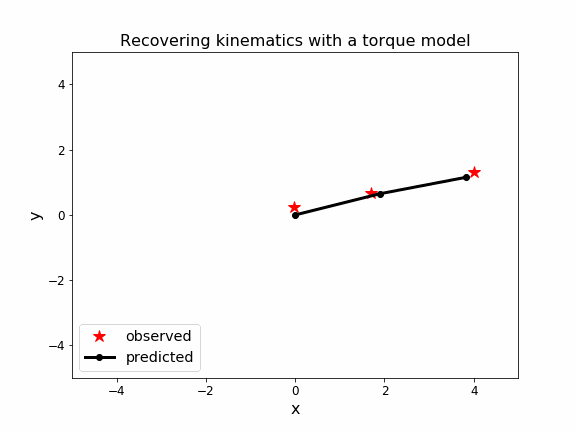 Recovering kinematics with a torque model
4
2
0
−2
−4
y
observed
predicted
−4 −2 0 2 4
x